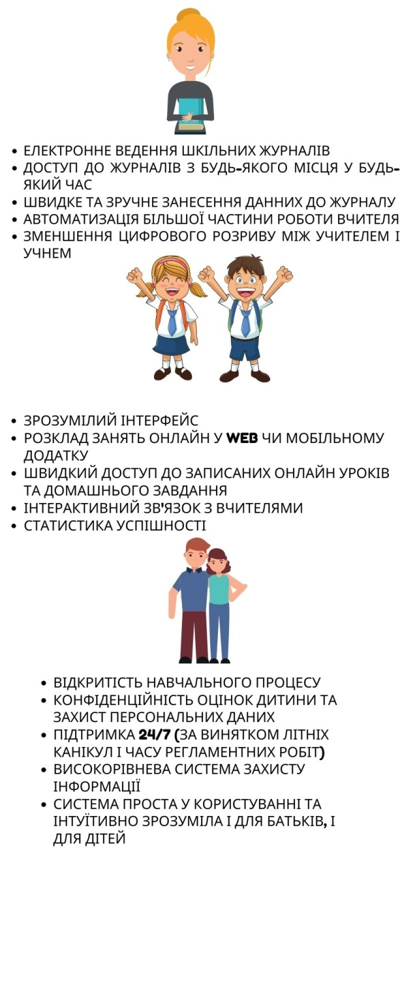 • ЕЛЕКТРОННЕ ВЕДЕННЯ ШКІЛЬНИХ ЖУРНАЛІВ
• ДОСТУП ДО ЖУРНАЛІВ З БУДЬ-ЯКОГО МІСЦЯ У БУДЬ-
ЯКИЙ ЧАС
• ШВИДКЕ ТА ЗРУЧНЕ ЗАНЕСЕННЯ ДАННИХ ДО ЖУРНАЛУ
• АВТОМАТИЗАЦІЯ БІЛЬШОЇ ЧАСТИНИ РОБОТИ ВЧИТЕЛЯ
• ЗМЕНШЕННЯ ЦИФРОВОГО РОЗРИВУ МІЖ УЧИТЕЛЕМ І
УЧНЕМ
• ЗРОЗУМІЛИЙ ІНТЕРФЕЙС
• РОЗКЛАД ЗАНЯТЬ ОНЛАЙН У WEB ЧИ МОБІЛЬНОМУ
ДОДАТКУ
• ШВИДКИЙ ДОСТУП ДО ЗАПИСАНИХ ОНЛАЙН УРОКІВ
ТА ДОМАШНЬОГО ЗАВДАННЯ
• ІНТЕРАКТИВНИЙ ЗВ'ЯЗОК З ВЧИТЕЛЯМИ
• СТАТИСТИКА УСПІШНОСТІ
• ВІДКРИТІСТЬ НАВЧАЛЬНОГО ПРОЦЕСУ
• КОНФІДЕНЦІЙНІСТЬ ОЦІНОК ДИТИНИ ТА
ЗАХИСТ ПЕРСОНАЛЬНИХ ДАНИХ
• ПІДТРИМКА 24/7 (ЗА ВИНЯТКОМ ЛІТНІХ
КАНІКУЛ І ЧАСУ РЕГЛАМЕНТНИХ РОБІТ)
• ВИСОКОРІВНЕВА СИСТЕМА ЗАХИСТУ
ІНФОРМАЦІЇ
• СИСТЕМА ПРОСТА У КОРИСТУВАННІ ТА
ІНТУЇТИВНО ЗРОЗУМІЛА І ДЛЯ БАТЬКІВ, І
ДЛЯ ДІТЕЙ